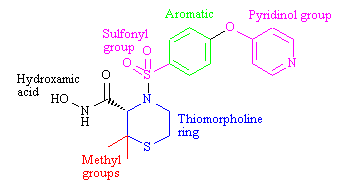 Aromatic
Pyridinol group
Sulfonyl
group
O
O
O
S
N
Hydroxamic
acid
O
HO
N
H
N
S
Thiomorpholine
ring
Methyl
groups